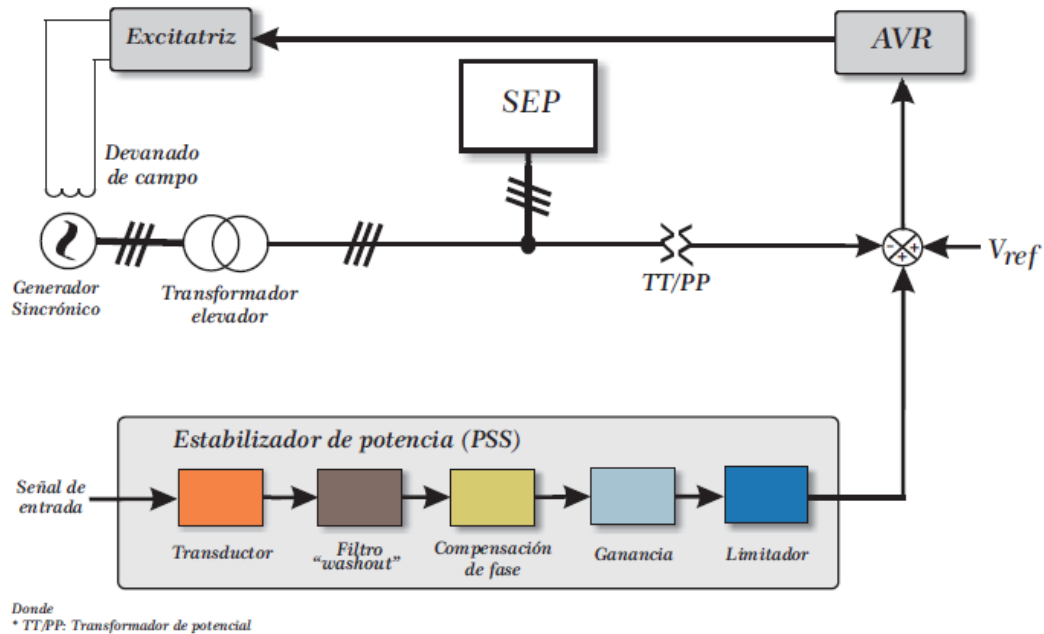 Excitatriz
AVR
SEP
Devanado
de campo
- + +
V_ref
TT/PP
Generador
Sincrónico
Transformador
elevador
Estabilizador de potencia (PSS)
Señal de
entrada
Transductor
Filtro
“washout”
Compensación
de fase
Ganancia
Limitador
Donde
* TT/PP: Transformador de potencial